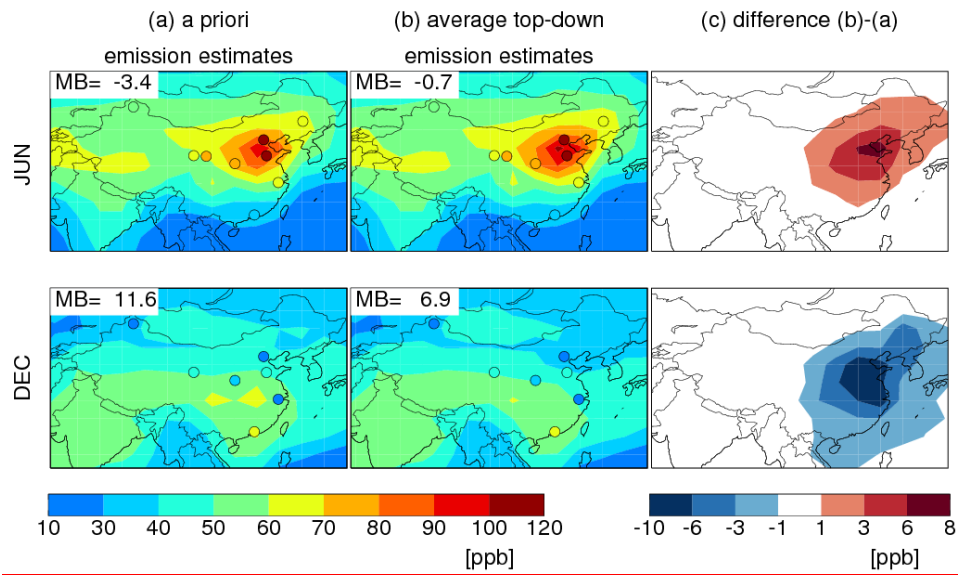 (a) a priori
emission estimates
(b) average top-down
emission estimates
(c) difference (b)-(a)
JUN
MB= -3.4
MB= -0.7
DEC
MB= 11.6
MB= 6.9
10 30 40 50 60 70 80 90 100 120
[ppb]
-10 -6 -3 -1 1 3 6 8
[ppb]